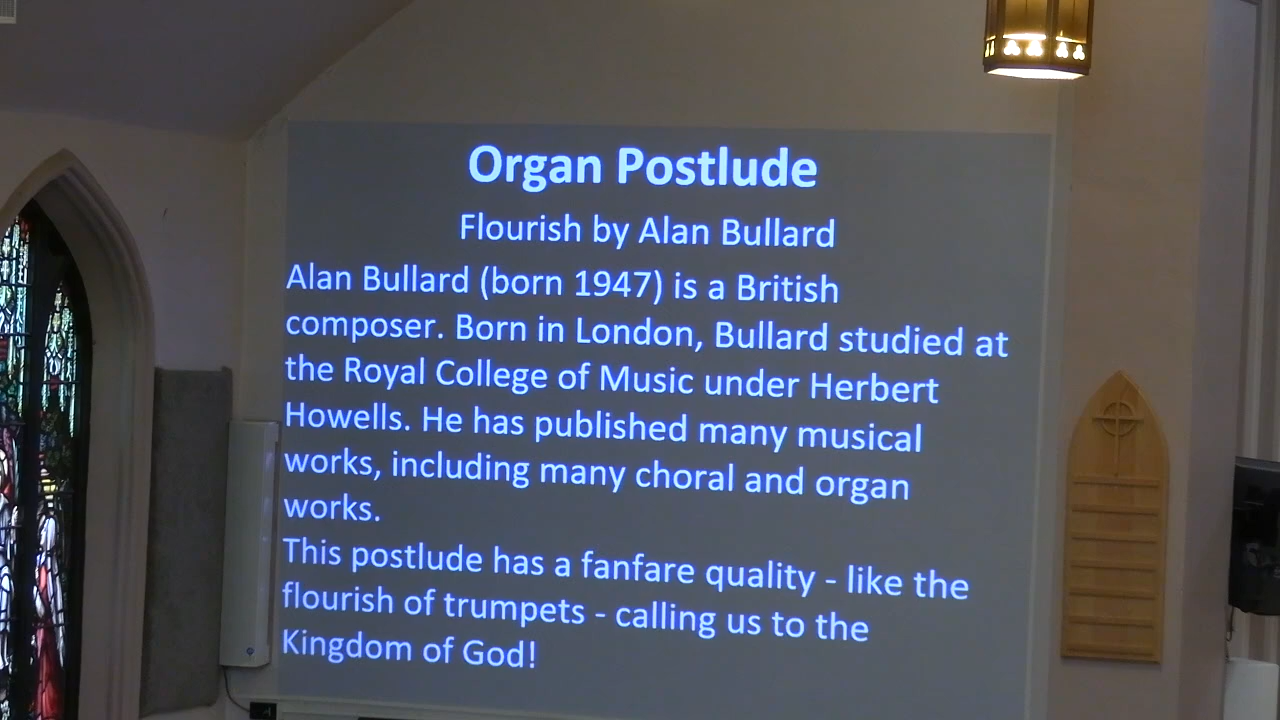 Organ Postlude
Flourish by Alan Bullard
Alan Bullard (born 1947) is a British
composer. Born in London, Bullard studied at
the Royal College of Music under Herbert
Howells. He has published many musical
works, including many choral and organ
works.
This postlude has a fanfare quality - like the
flourish of trumpets - calling us to the
Kingdom of God!